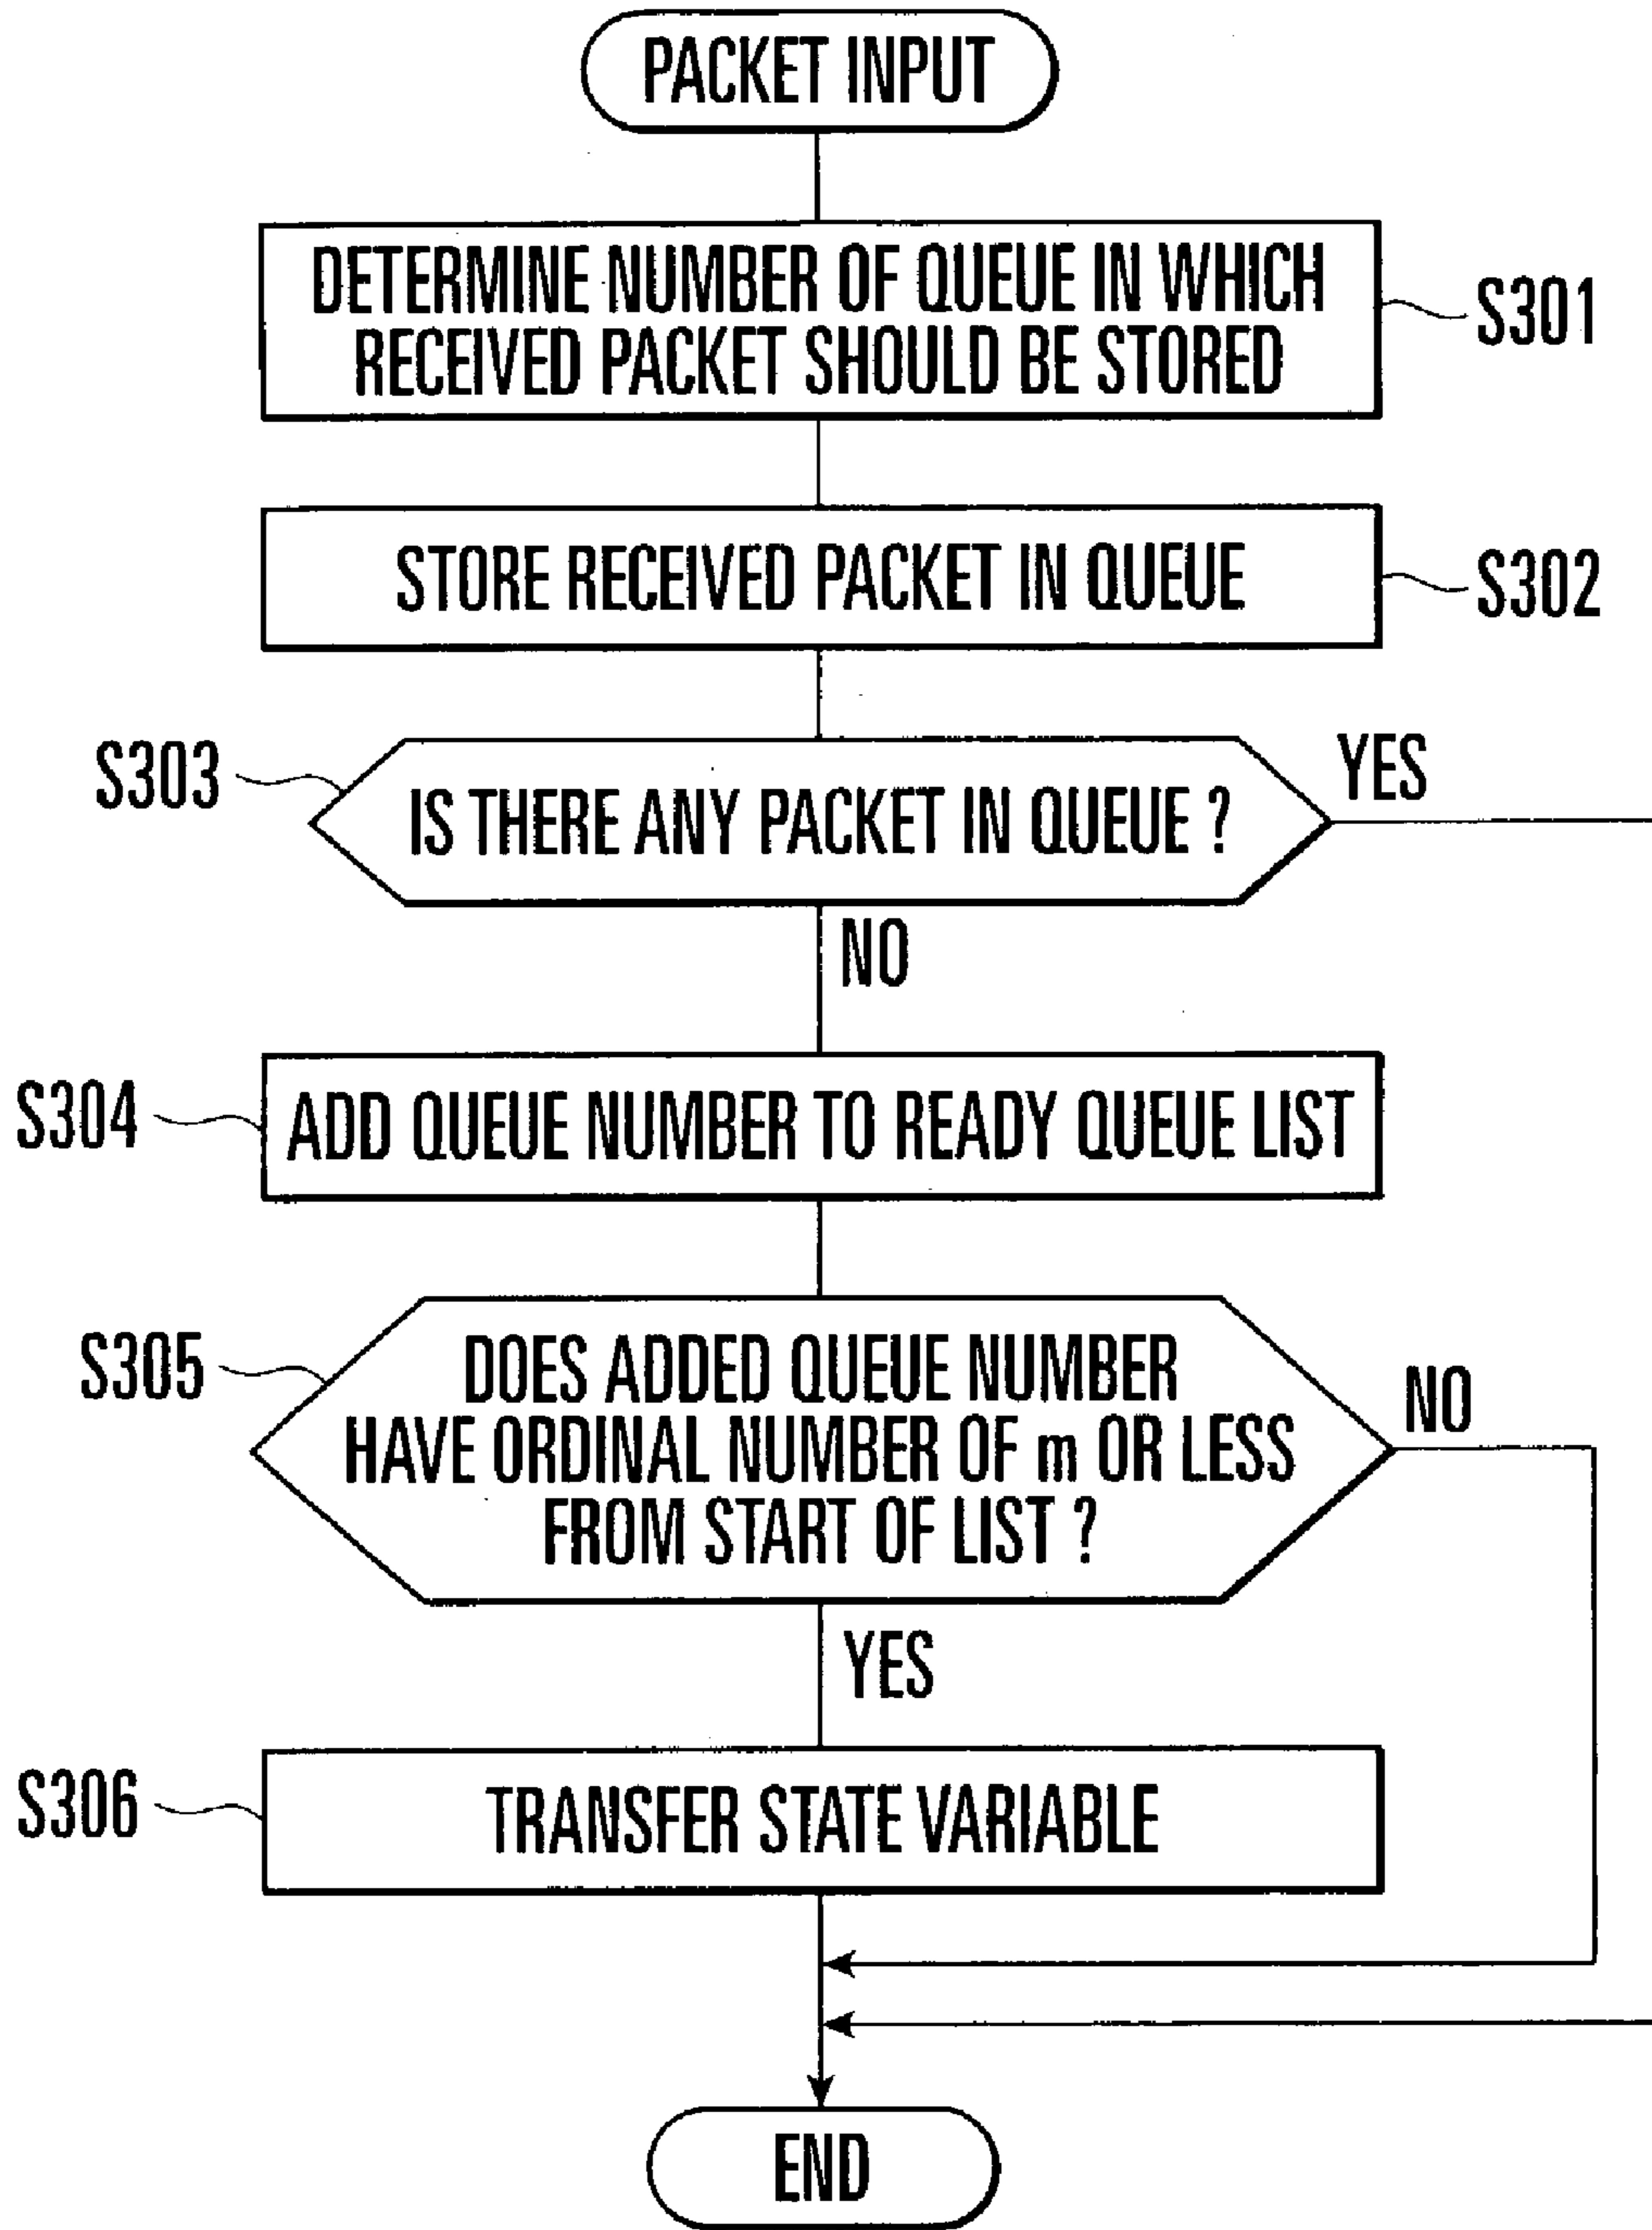 PACKET INPUT
DETERMINE NUMBER OF QUEUE IN WHICH
RECEIVED PACKET SHOULD BE STORED
S301
STORE RECEIVED PACKET IN QUEUE
S302
S303
IS THERE ANY PACKET IN QUEUE ?
YES
NO
S304
ADD QUEUE NUMBER TO READY QUEUE LIST
S305
DOES ADDED QUEUE NUMBER
HAVE ORDINAL NUMBER OF m OR LESS
FROM START OF LIST ?
NO
YES
S306
TRANSFER STATE VARIABLE
END